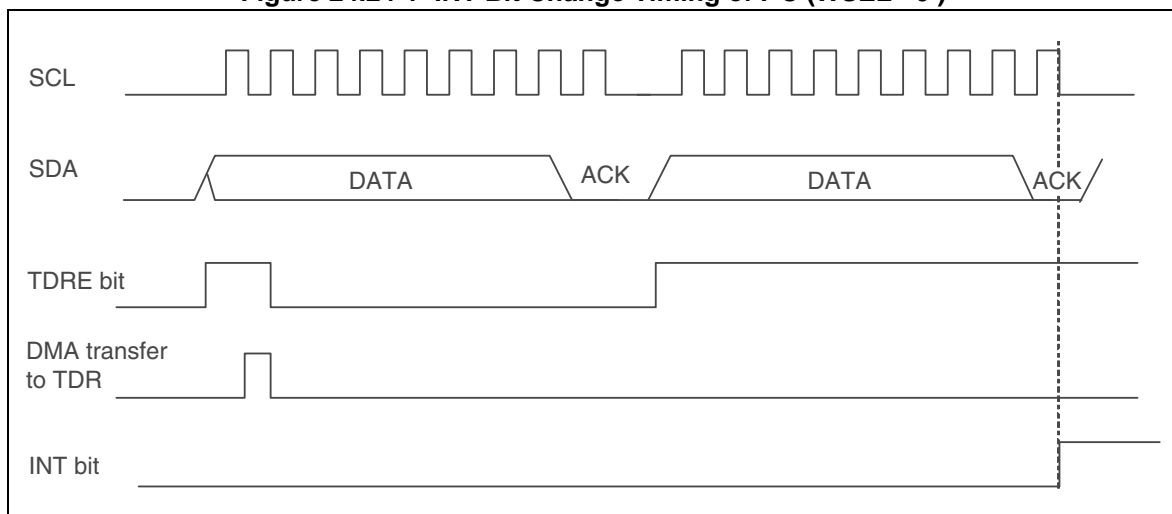 SCL
SDA
DATA
ACK
DATA
ACK
TDRE bit
DMA transfer
to TDR
INT bit